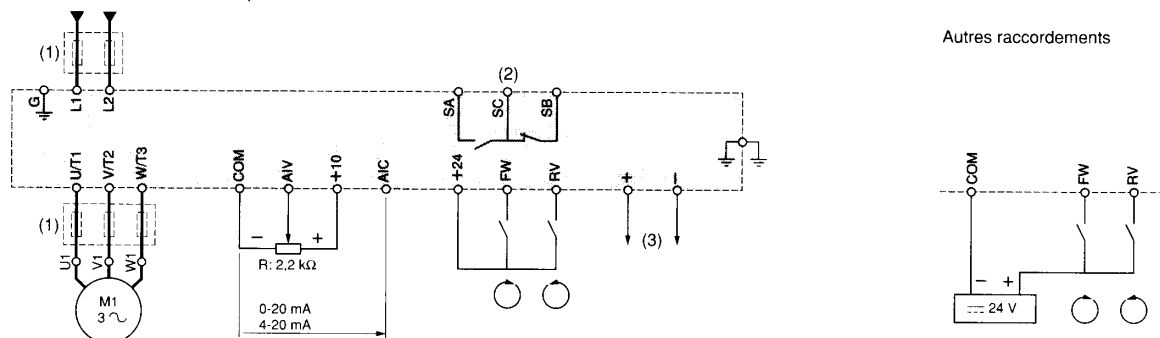 Autres raccordements
(1)
(2)
G
L1
L2
SA
SC
SB
U/T1
V/T2
W/T3
COM
AIV
+10
AIC
+24
FW
RV
+
−
COM
FW
RV
(1)
− +
(3)
R: 2,2 kΩ
U1
V1
W1
M1
3
0-20 mA
4-20 mA
− +
24 V